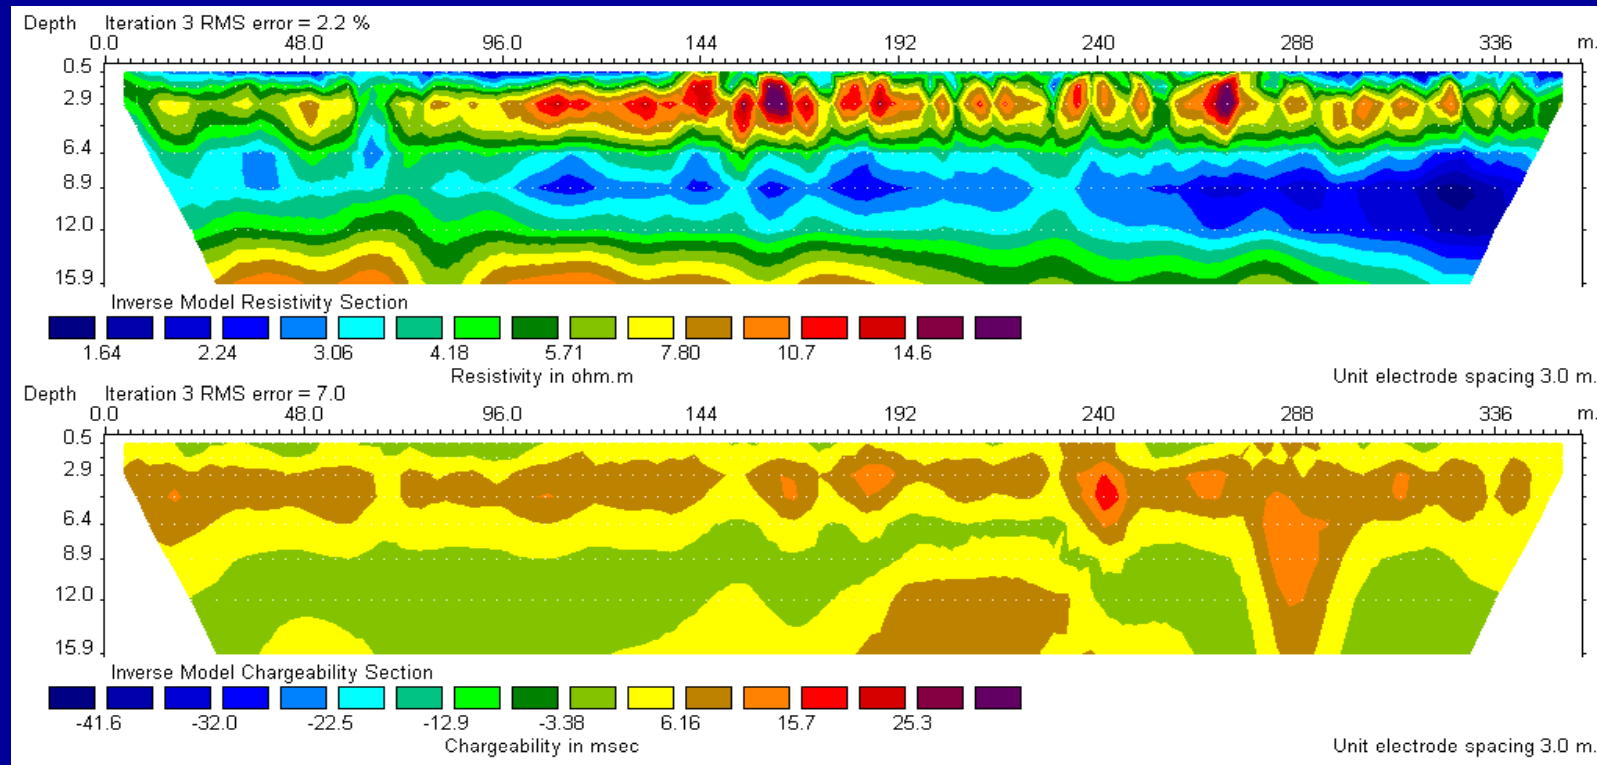 Depth Iteration 3 RMS error = 2.2 %
0.0 48.0 96.0 144 192 240 288 336 m.
0.5
2.9
6.4
8.9
12.0
15.9
Inverse Model Resistivity Section
1.64 2.24 3.06 4.18 5.71 7.80 10.7 14.6
Resistivity in ohm.m Unit electrode spacing 3.0 m.
Depth Iteration 3 RMS error = 7.0
0.0 48.0 96.0 144 192 240 288 336 m.
0.5
2.9
6.4
8.9
12.0
15.9
Inverse Model Chargeability Section
-41.6 -32.0 -22.5 -12.9 -3.38 6.16 15.7 25.3
Chargeability in msec Unit electrode spacing 3.0 m.